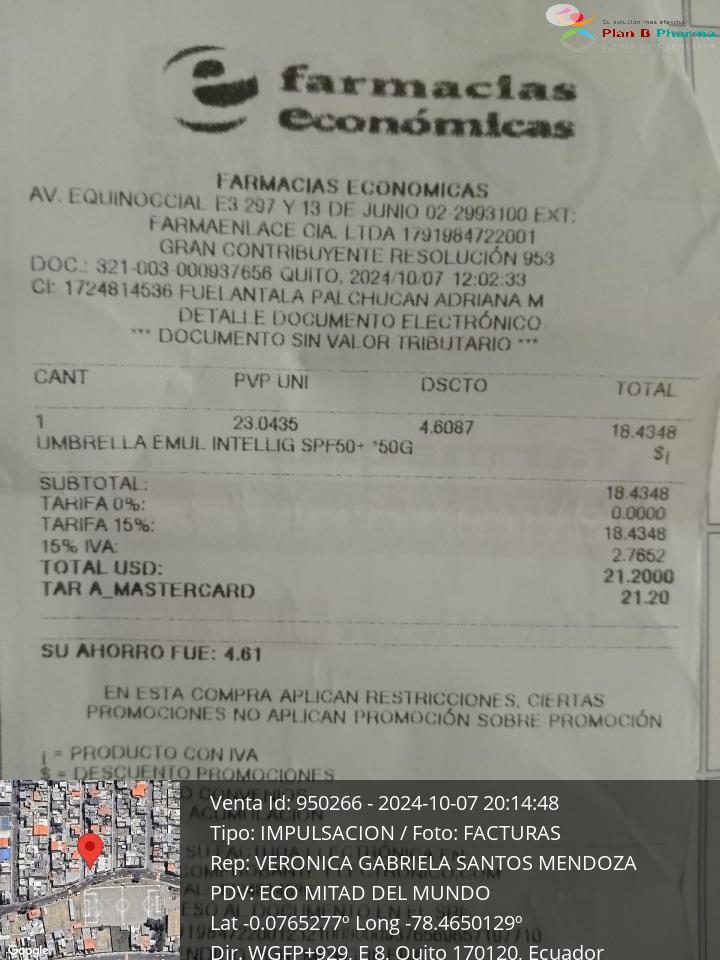 Su solucion mas efectiva!
Plan B Pharma
farmacias
económicas
FARMACIAS ECONOMICAS
AV. EQUINOCCIAL E3 297 Y 13 DE JUNIO 02-2993100 EXT:
FARMAENLACE CIA. LTDA 1791984722001
GRAN CONTRIBUYENTE RESOLUCIÓN 953
DOC.: 321-003-000937656 QUITO, 2024/10/07 12:02:33
CI: 1724814536 FUELANTALA PALCHUCAN ADRIANA M
DETALLE DOCUMENTO ELECTRÓNICO
*** DOCUMENTO SIN VALOR TRIBUTARIO ***
CANT PVP UNI DSCTO TOTAL
1 23.0435 4.6087 18.4348
UMBRELLA EMUL INTELLIG SPF50+ *50G $¡
SUBTOTAL: 18.4348
TARIFA 0%: 0.0000
TARIFA 15%: 18.4348
15% IVA: 2.7652
TOTAL USD: 21.2000
TAR A_MASTERCARD 21.20
SU AHORRO FUE: 4.61
EN ESTA COMPRA APLICAN RESTRICCIONES, CIERTAS
PROMOCIONES NO APLICAN PROMOCIÓN SOBRE PROMOCIÓN
¡ = PRODUCTO CON IVA
$ = DESCUENTO PROMOCIONES
ACUMULACION
Venta Id: 950266 - 2024-10-07 20:14:48
Tipo: IMPULSACION / Foto: FACTURAS
Rep: VERONICA GABRIELA SANTOS MENDOZA
PDV: ECO MITAD DEL MUNDO
Lat -0.0765277º Long -78.4650129º
Dir. WGFP+929, E 8, Quito 170120, Ecuador
Google